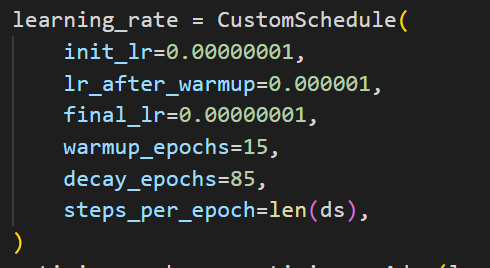 learning_rate = CustomSchedule(
    init_lr=0.00000001,
    lr_after_warmup=0.000001,
    final_lr=0.00000001,
    warmup_epochs=15,
    decay_epochs=85,
    steps_per_epoch=len(ds),
)